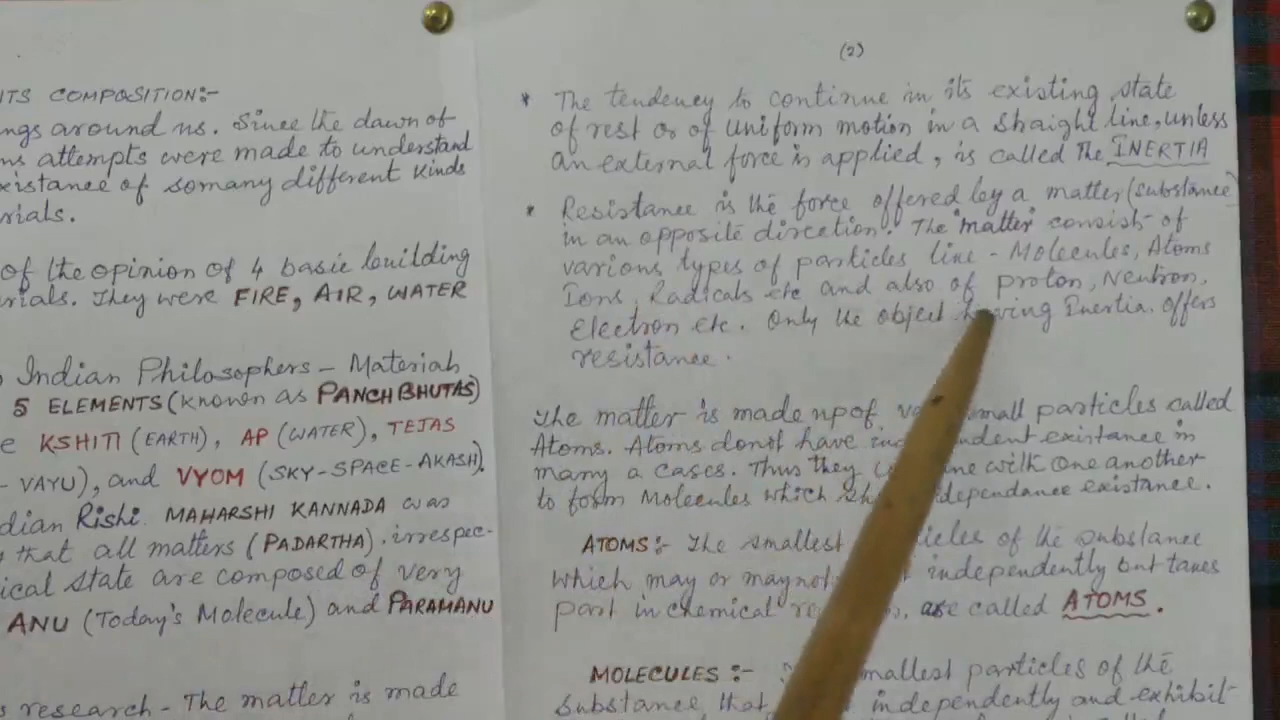 ITS COMPOSITION:-
ngs around us. Since the dawn of
ns attempts were made to understand
existance of somany different kinds
rials.
of the opinion of 4 basic building
rials. They were FIRE, AIR, WATER
Indian Philosophers - Materials
5 ELEMENTS (known as PANCH BHUTAS)
e KSHITI (EARTH), AP (WATER), TEJAS
- VAYU), and VYOM (SKY-SPACE-AKASH).
dian Rishi MAHARSHI KANNADA was
that all matters (PADARTHA), irrespec-
ical state are composed of very
ANU (Today's Molecule) and PARAMANU
s research - The matter is made
(2)
* The tendency to continue in its existing state
of rest or of uniform motion in a straight line, unless
an external force is applied, is called The INERTIA
* Resistance is the force offered by a matter (substance)
in an opposite direction. The "matter" consist of
various types of particles line - Molecules, Atoms
Ions, Radicals etc and also of proton, Neutron,
Electron etc. Only the object having Inertia, offers
resistance.
The matter is made up of small particles called
Atoms. Atoms donot have existance in
many a cases. Thus they with one another
to form Molecules which dependance existance.
ATOMS:- The smallest of the substance
which may or may not independently but takes
part in chemical are called ATOMS.
MOLECULES:- smallest particles of the
substance that independently and exhibit-